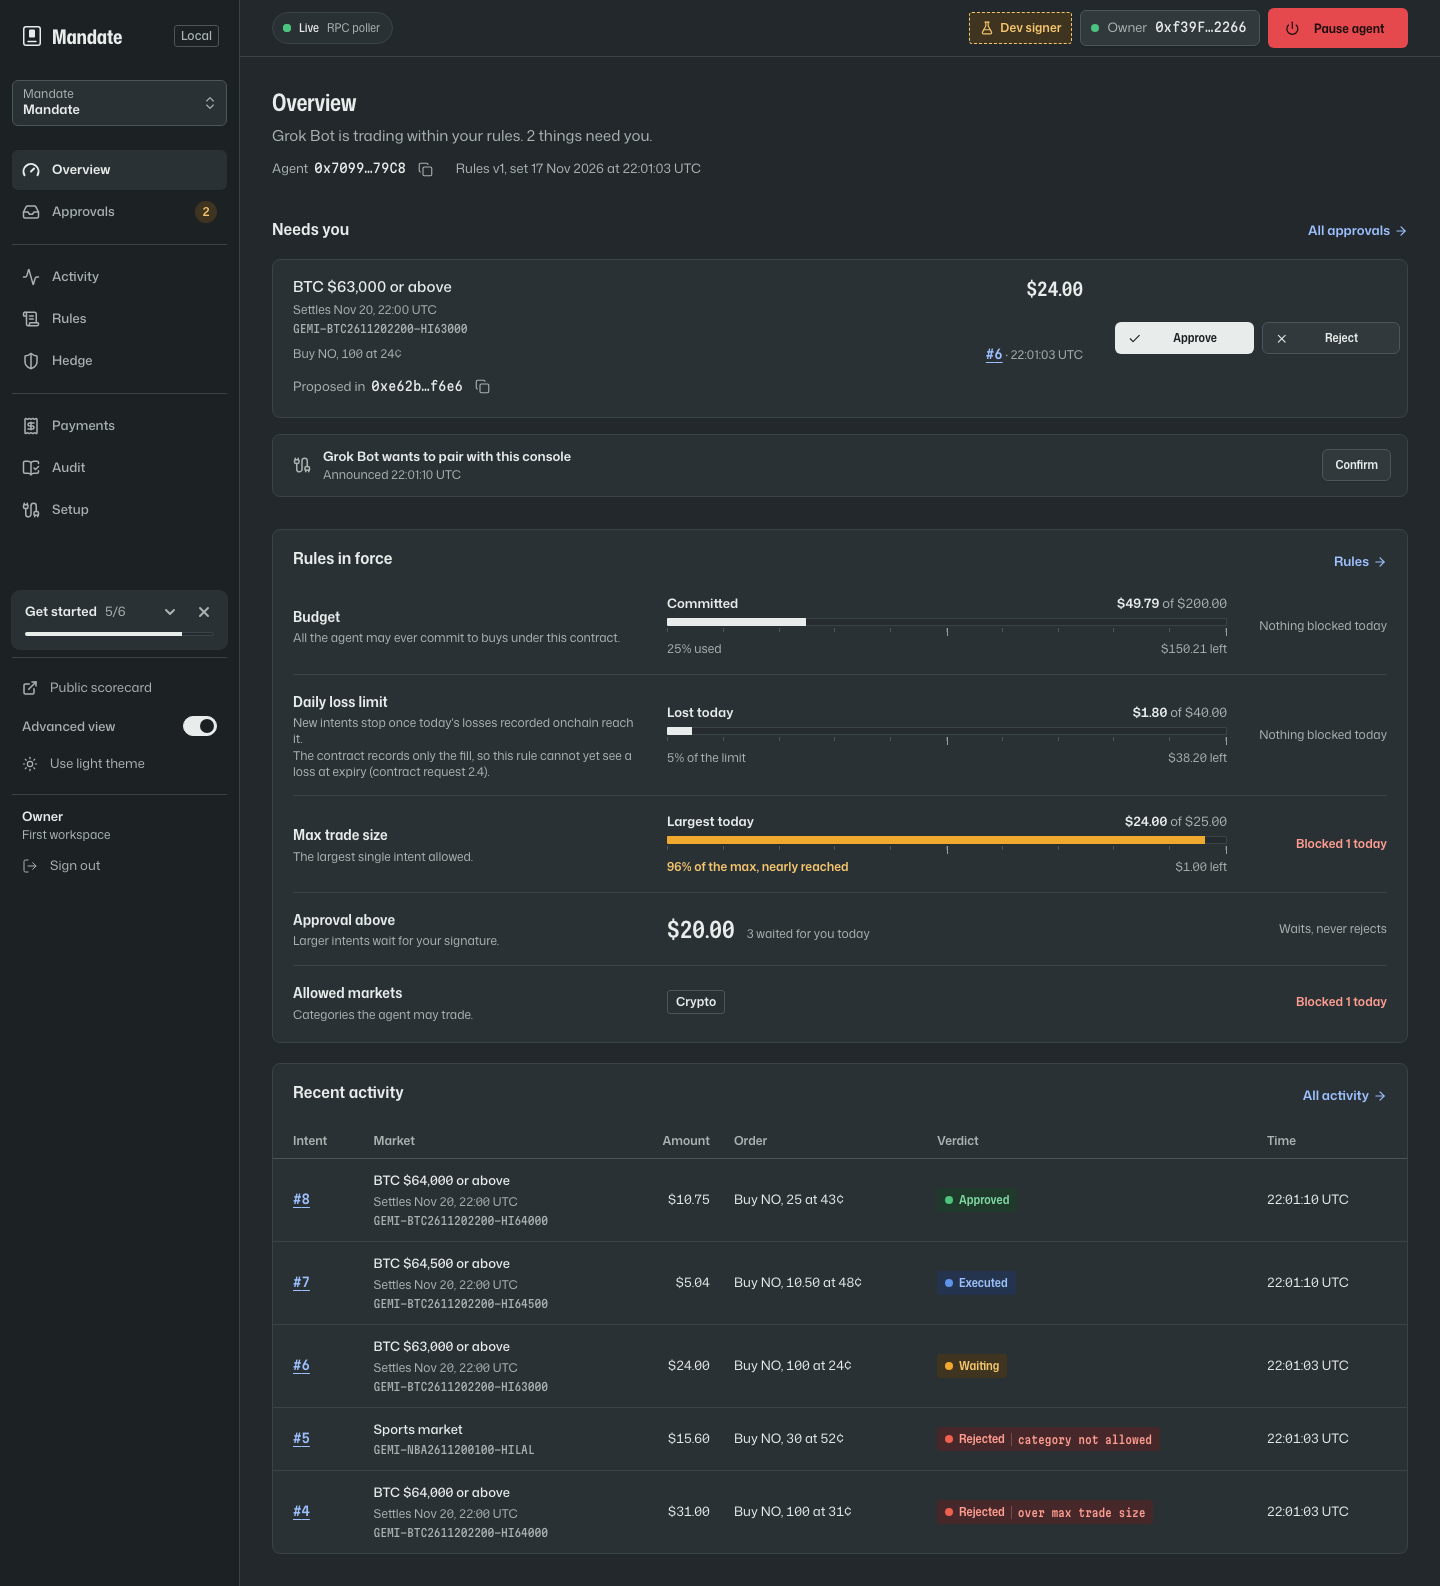 Mandate
Local
Mandate
Mandate
Overview
Approvals
2
Activity
Rules
Hedge
Payments
Audit
Setup
Get started 5/6
Public scorecard
Advanced view
Use light theme
Owner
First workspace
Sign out
Live RPC poller
Dev signer
Owner 0xf39F…2266
Pause agent
Overview
Grok Bot is trading within your rules. 2 things need you.
Agent 0x7099…79C8
Rules v1, set 17 Nov 2026 at 22:01:03 UTC
Needs you
All approvals
BTC $63,000 or above
Settles Nov 20, 22:00 UTC
GEMI-BTC2611202200-HI63000
Buy NO, 100 at 24¢
Proposed in 0xe62b…f6e6
$24.00
#6 · 22:01:03 UTC
Approve
Reject
Grok Bot wants to pair with this console
Announced 22:01:10 UTC
Confirm
Rules in force
Rules
Budget
All the agent may ever commit to buys under this contract.
Committed
$49.79 of $200.00
25% used
$150.21 left
Nothing blocked today
Daily loss limit
New intents stop once today's losses recorded onchain reach
it.
The contract records only the fill, so this rule cannot yet see a
loss at expiry (contract request 2.4).
Lost today
$1.80 of $40.00
5% of the limit
$38.20 left
Nothing blocked today
Max trade size
The largest single intent allowed.
Largest today
$24.00 of $25.00
96% of the max, nearly reached
$1.00 left
Blocked 1 today
Approval above
Larger intents wait for your signature.
$20.00 3 waited for you today
Waits, never rejects
Allowed markets
Categories the agent may trade.
Crypto
Blocked 1 today
Recent activity
All activity
Intent Market Amount Order Verdict Time
#8
BTC $64,000 or above
Settles Nov 20, 22:00 UTC
GEMI-BTC2611202200-HI64000
$10.75
Buy NO, 25 at 43¢
Approved
22:01:10 UTC
#7
BTC $64,500 or above
Settles Nov 20, 22:00 UTC
GEMI-BTC2611202200-HI64500
$5.04
Buy NO, 10.50 at 48¢
Executed
22:01:10 UTC
#6
BTC $63,000 or above
Settles Nov 20, 22:00 UTC
GEMI-BTC2611202200-HI63000
$24.00
Buy NO, 100 at 24¢
Waiting
22:01:03 UTC
#5
Sports market
GEMI-NBA2611200100-HILAL
$15.60
Buy NO, 30 at 52¢
Rejected category not allowed
22:01:03 UTC
#4
BTC $64,000 or above
Settles Nov 20, 22:00 UTC
GEMI-BTC2611202200-HI64000
$31.00
Buy NO, 100 at 31¢
Rejected over max trade size
22:01:03 UTC